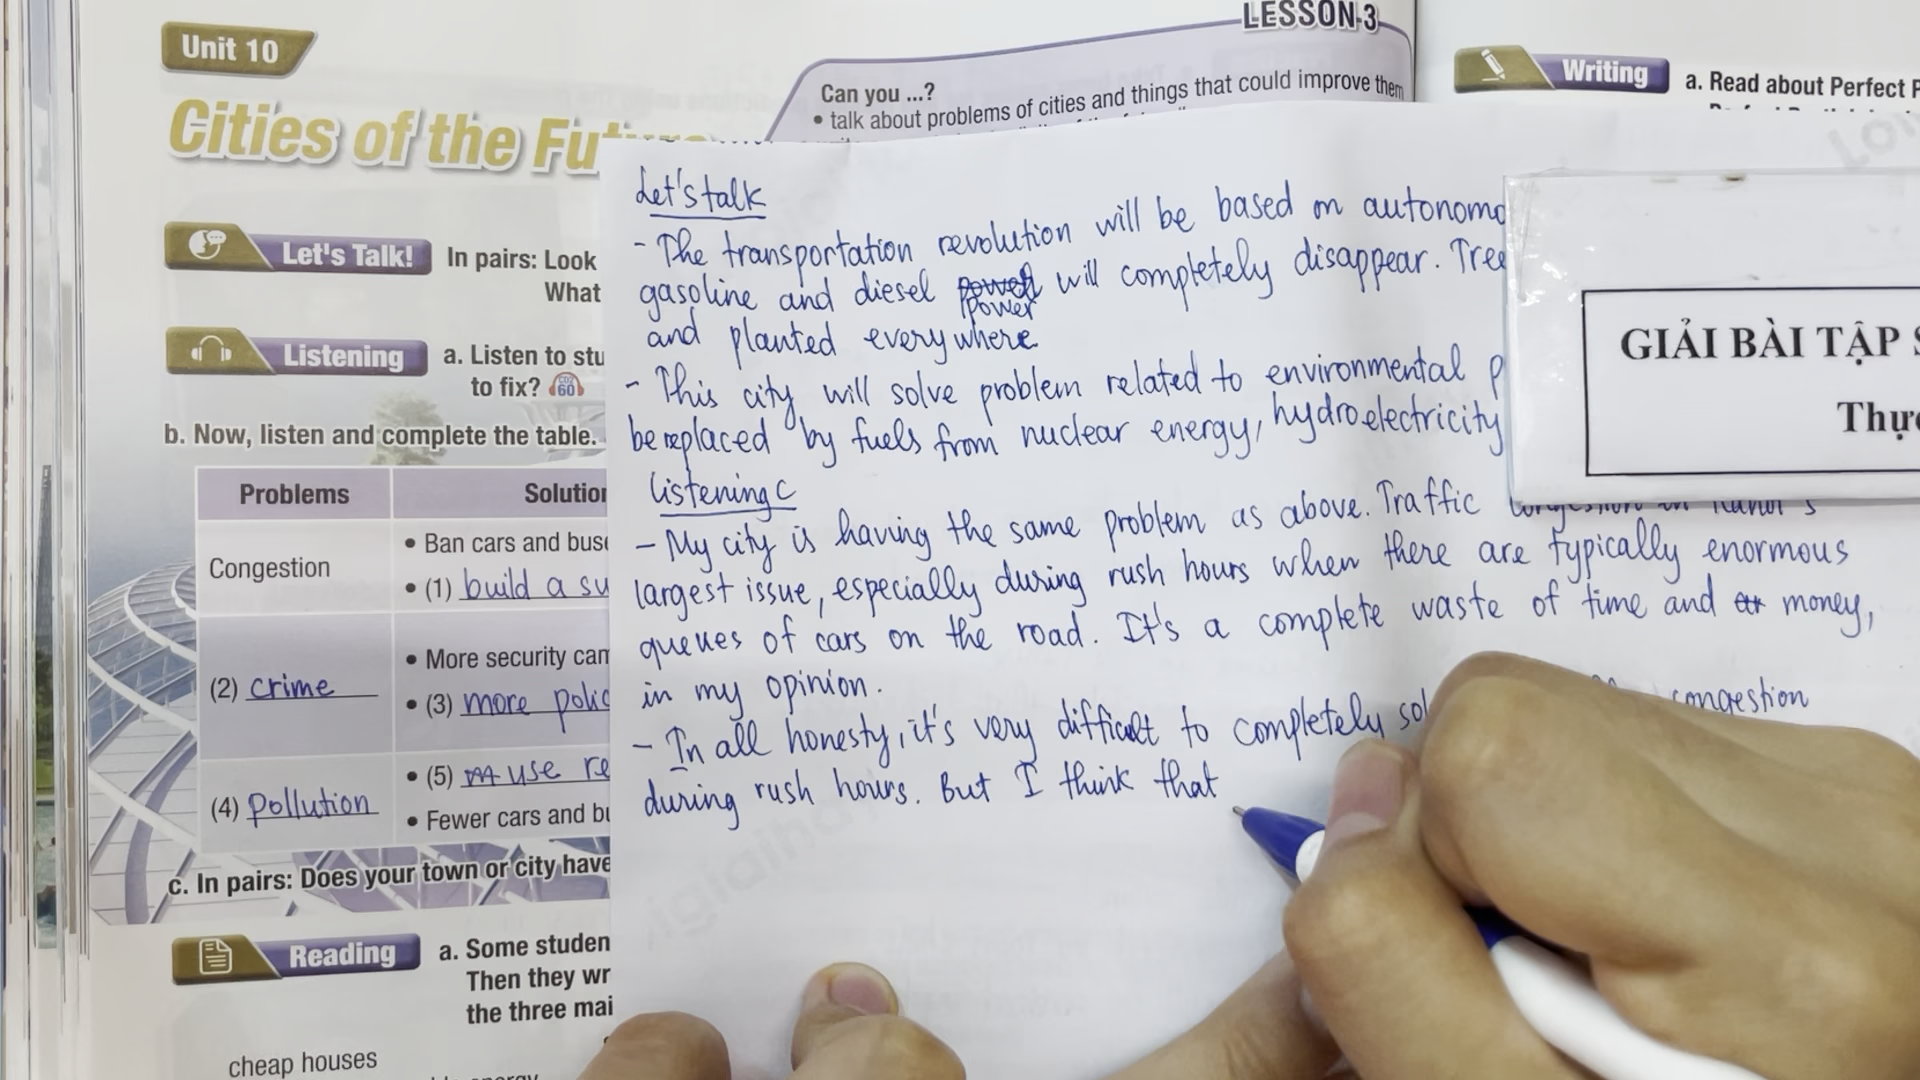 LESSON 3
Unit 10
Cities of the Fu
Can you ...?
• talk about problems of cities and things that could improve them
Let's Talk!
In pairs: Look
What
Listening
a. Listen to stu
to fix?
CD2
60
b. Now, listen and complete the table.
Problems
Solution
Congestion
• Ban cars and buse
• (1) build a su
(2) crime
• More security cam
• (3) more polic
(4) pollution
• (5) use re
• Fewer cars and bu
c. In pairs: Does your town or city have
Reading
a. Some studen
Then they wr
the three mai
cheap houses
energy
Let's talk
- The transportation revolution will be based on autonomo
gasoline and diesel power will completely disappear. Tree
and planted everywhere
- This city will solve problem related to environmental p
be replaced by fuels from nuclear energy, hydroelectricity
Listening C
- My city is having the same problem as above. Traffic congestion in Hanoi's
largest issue, especially during rush hours when there are typically enormous
queues of cars on the road. It's a complete waste of time and money,
in my opinion.
- In all honesty, it's very difficult to completely sol congestion
during rush hours. But I think that
Writing
a. Read about Perfect P
GIẢI BÀI TẬP S
Thực